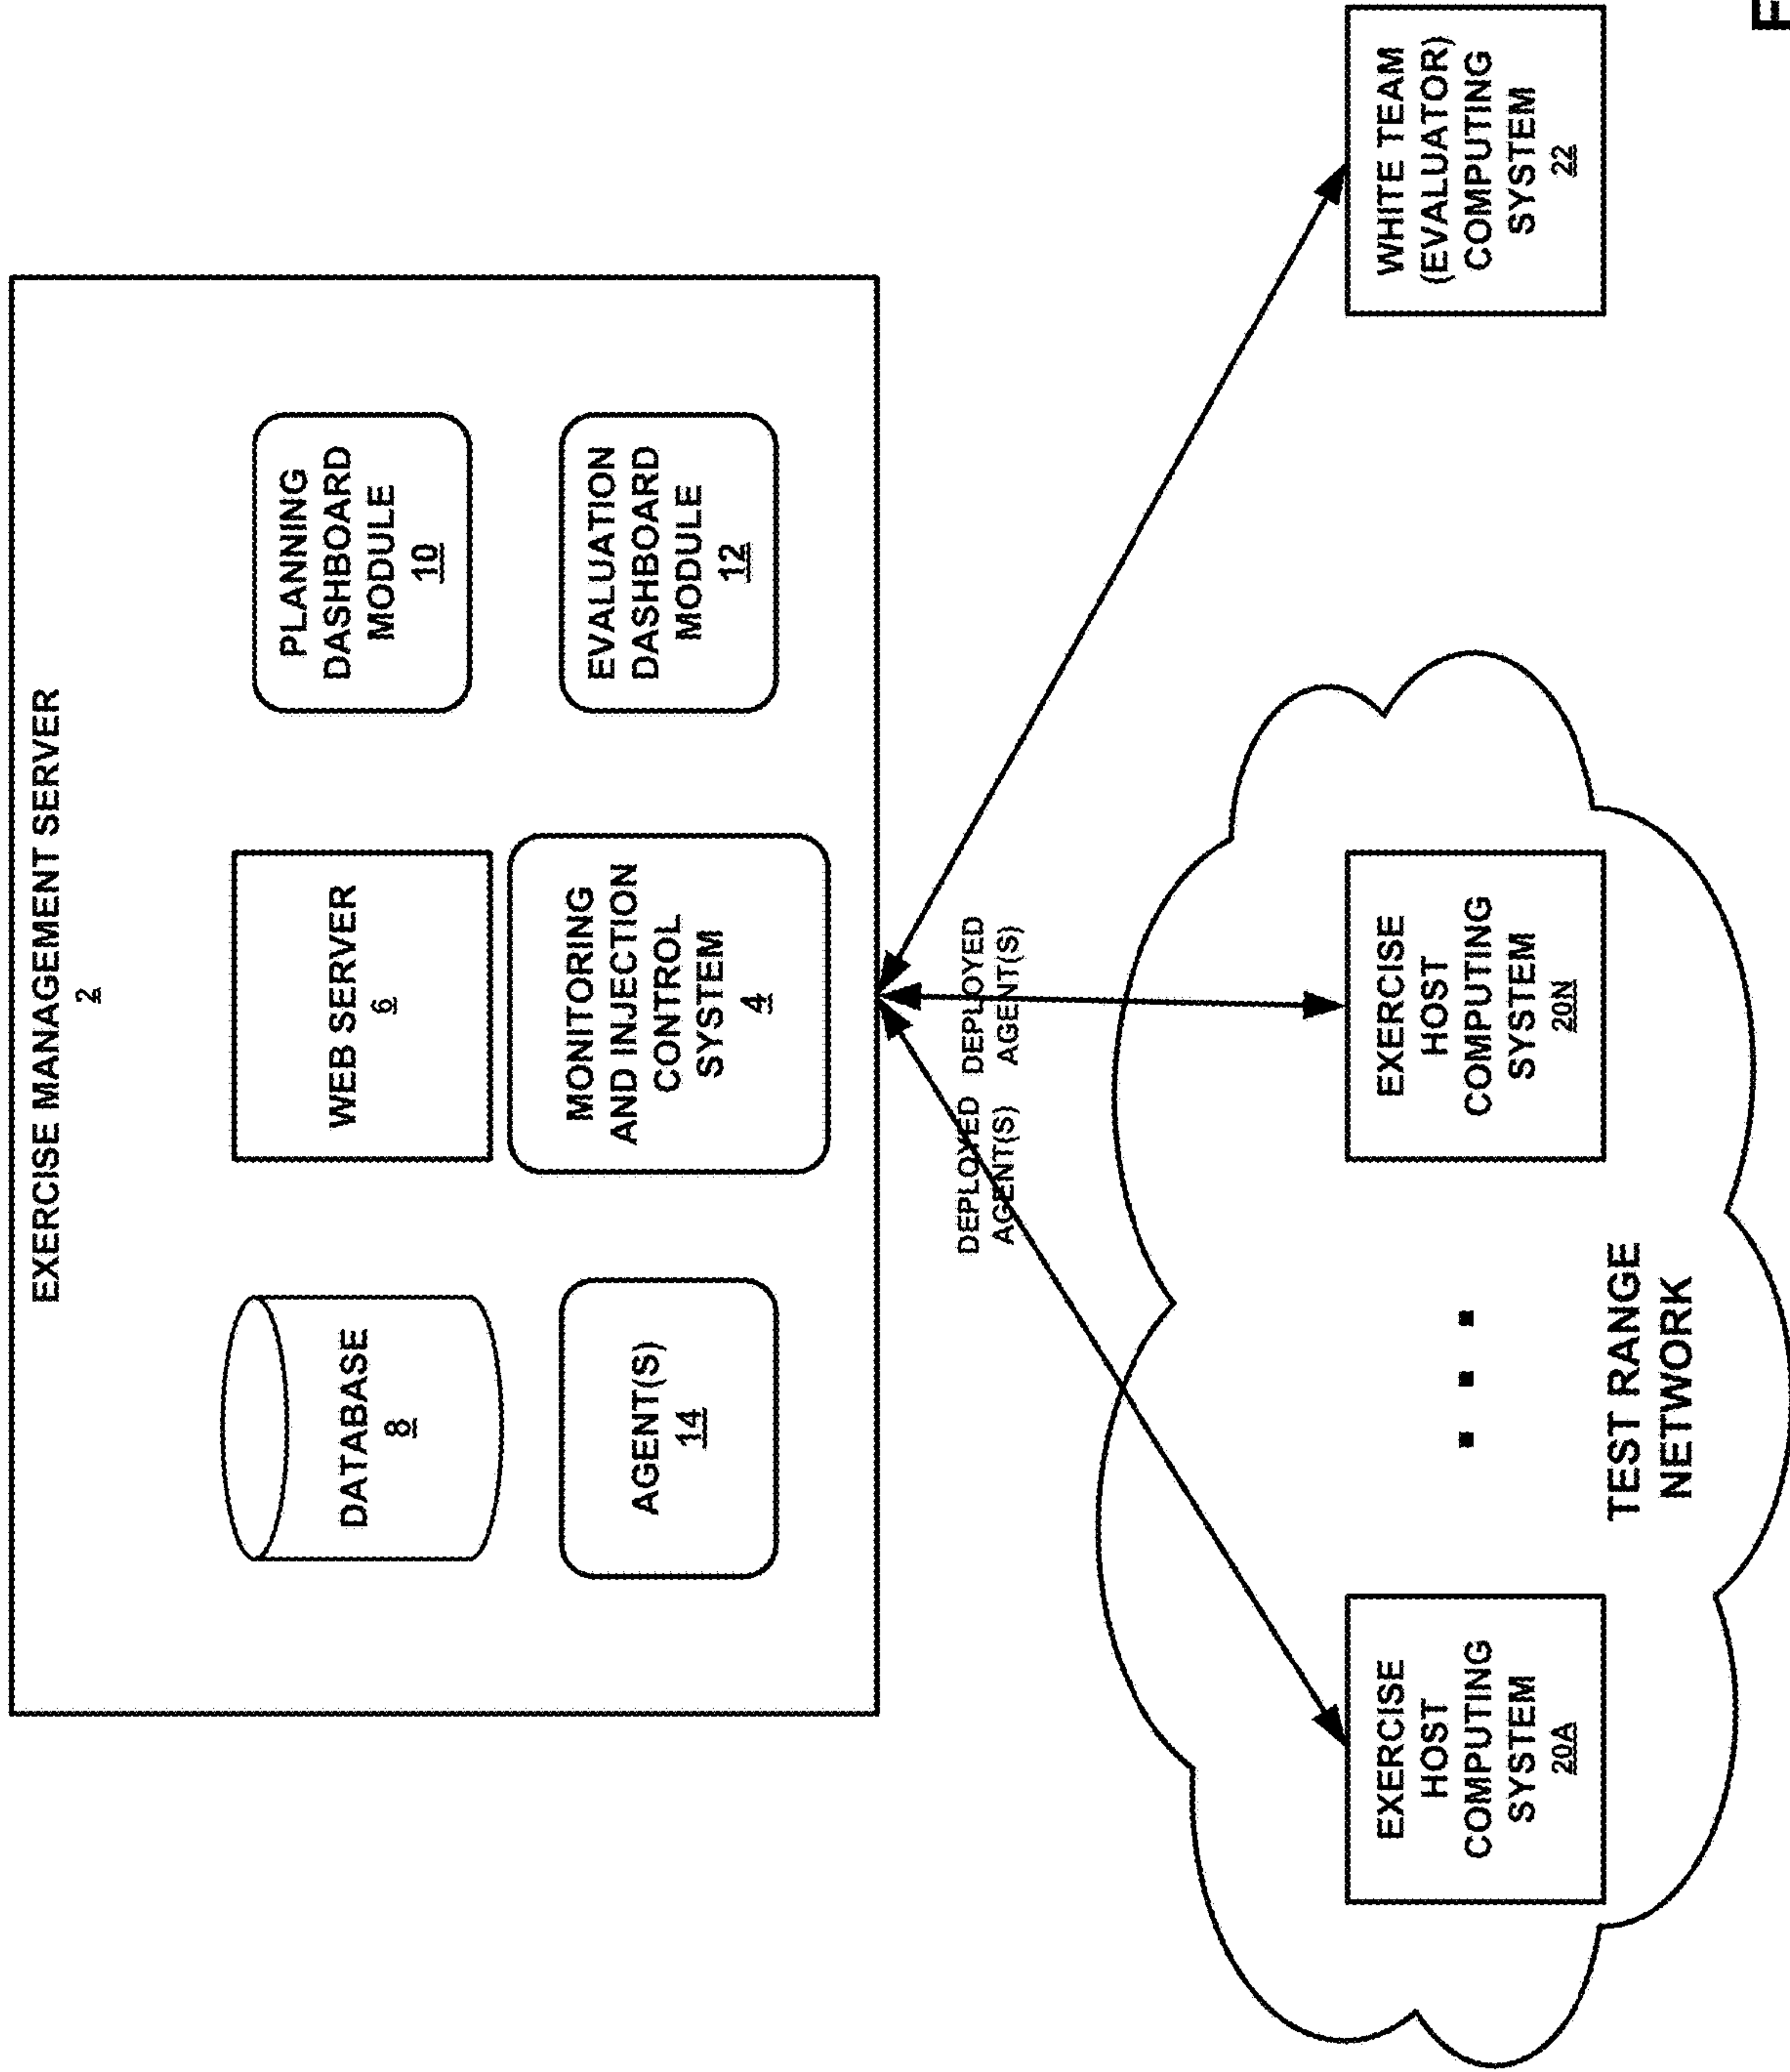 EXERCISE MANAGEMENT SERVER
2
DATABASE
8
WEB SERVER
6
PLANNING
DASHBOARD
MODULE
10
AGENT(S)
14
MONITORING
AND INJECTION
CONTROL
SYSTEM
4
EVALUATION
DASHBOARD
MODULE
12
DEPLOYED
AGENT(S)
DEPLOYED
AGENT(S)
EXERCISE
HOST
COMPUTING
SYSTEM
20A
EXERCISE
HOST
COMPUTING
SYSTEM
20N
TEST RANGE
NETWORK
WHITE TEAM
(EVALUATOR)
COMPUTING
SYSTEM
22